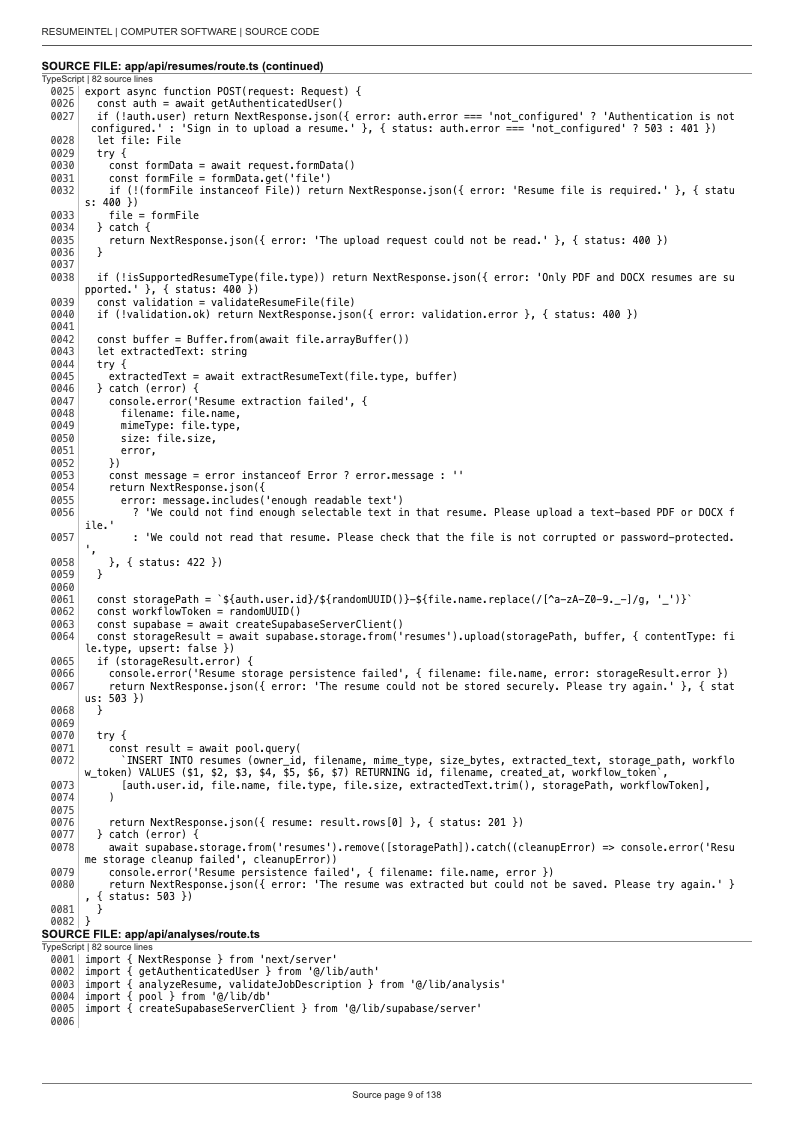 RESUMEINTEL | COMPUTER SOFTWARE | SOURCE CODE
SOURCE FILE: app/api/resumes/route.ts (continued)
TypeScript | 82 source lines
0025 export async function POST(request: Request) {
0026   const auth = await getAuthenticatedUser()
0027   if (!auth.user) return NextResponse.json({ error: auth.error === 'not_configured' ? 'Authentication is not
 configured.' : 'Sign in to upload a resume.' }, { status: auth.error === 'not_configured' ? 503 : 401 })
0028   let file: File
0029   try {
0030     const formData = await request.formData()
0031     const formFile = formData.get('file')
0032     if (!(formFile instanceof File)) return NextResponse.json({ error: 'Resume file is required.' }, { statu
s: 400 })
0033     file = formFile
0034   } catch {
0035     return NextResponse.json({ error: 'The upload request could not be read.' }, { status: 400 })
0036   }
0037
0038   if (!isSupportedResumeType(file.type)) return NextResponse.json({ error: 'Only PDF and DOCX resumes are su
pported.' }, { status: 400 })
0039   const validation = validateResumeFile(file)
0040   if (!validation.ok) return NextResponse.json({ error: validation.error }, { status: 400 })
0041
0042   const buffer = Buffer.from(await file.arrayBuffer())
0043   let extractedText: string
0044   try {
0045     extractedText = await extractResumeText(file.type, buffer)
0046   } catch (error) {
0047     console.error('Resume extraction failed', {
0048       filename: file.name,
0049       mimeType: file.type,
0050       size: file.size,
0051       error,
0052     })
0053     const message = error instanceof Error ? error.message : ''
0054     return NextResponse.json({
0055       error: message.includes('enough readable text')
0056         ? 'We could not find enough selectable text in that resume. Please upload a text-based PDF or DOCX f
ile.'
0057         : 'We could not read that resume. Please check that the file is not corrupted or password-protected.
',
0058     }, { status: 422 })
0059   }
0060
0061   const storagePath = `${auth.user.id}/${randomUUID()}-${file.name.replace(/[^a-zA-Z0-9._-]/g, '_')}`
0062   const workflowToken = randomUUID()
0063   const supabase = await createSupabaseServerClient()
0064   const storageResult = await supabase.storage.from('resumes').upload(storagePath, buffer, { contentType: fi
le.type, upsert: false })
0065   if (storageResult.error) {
0066     console.error('Resume storage persistence failed', { filename: file.name, error: storageResult.error })
0067     return NextResponse.json({ error: 'The resume could not be stored securely. Please try again.' }, { stat
us: 503 })
0068   }
0069
0070   try {
0071     const result = await pool.query(
0072       `INSERT INTO resumes (owner_id, filename, mime_type, size_bytes, extracted_text, storage_path, workflo
w_token) VALUES ($1, $2, $3, $4, $5, $6, $7) RETURNING id, filename, created_at, workflow_token`,
0073       [auth.user.id, file.name, file.type, file.size, extractedText.trim(), storagePath, workflowToken],
0074     )
0075
0076     return NextResponse.json({ resume: result.rows[0] }, { status: 201 })
0077   } catch (error) {
0078     await supabase.storage.from('resumes').remove([storagePath]).catch((cleanupError) => console.error('Resu
me storage cleanup failed', cleanupError))
0079     console.error('Resume persistence failed', { filename: file.name, error })
0080     return NextResponse.json({ error: 'The resume was extracted but could not be saved. Please try again.' }
, { status: 503 })
0081   }
0082 }
SOURCE FILE: app/api/analyses/route.ts
TypeScript | 82 source lines
0001 import { NextResponse } from 'next/server'
0002 import { getAuthenticatedUser } from '@/lib/auth'
0003 import { analyzeResume, validateJobDescription } from '@/lib/analysis'
0004 import { pool } from '@/lib/db'
0005 import { createSupabaseServerClient } from '@/lib/supabase/server'
0006
Source page 9 of 138